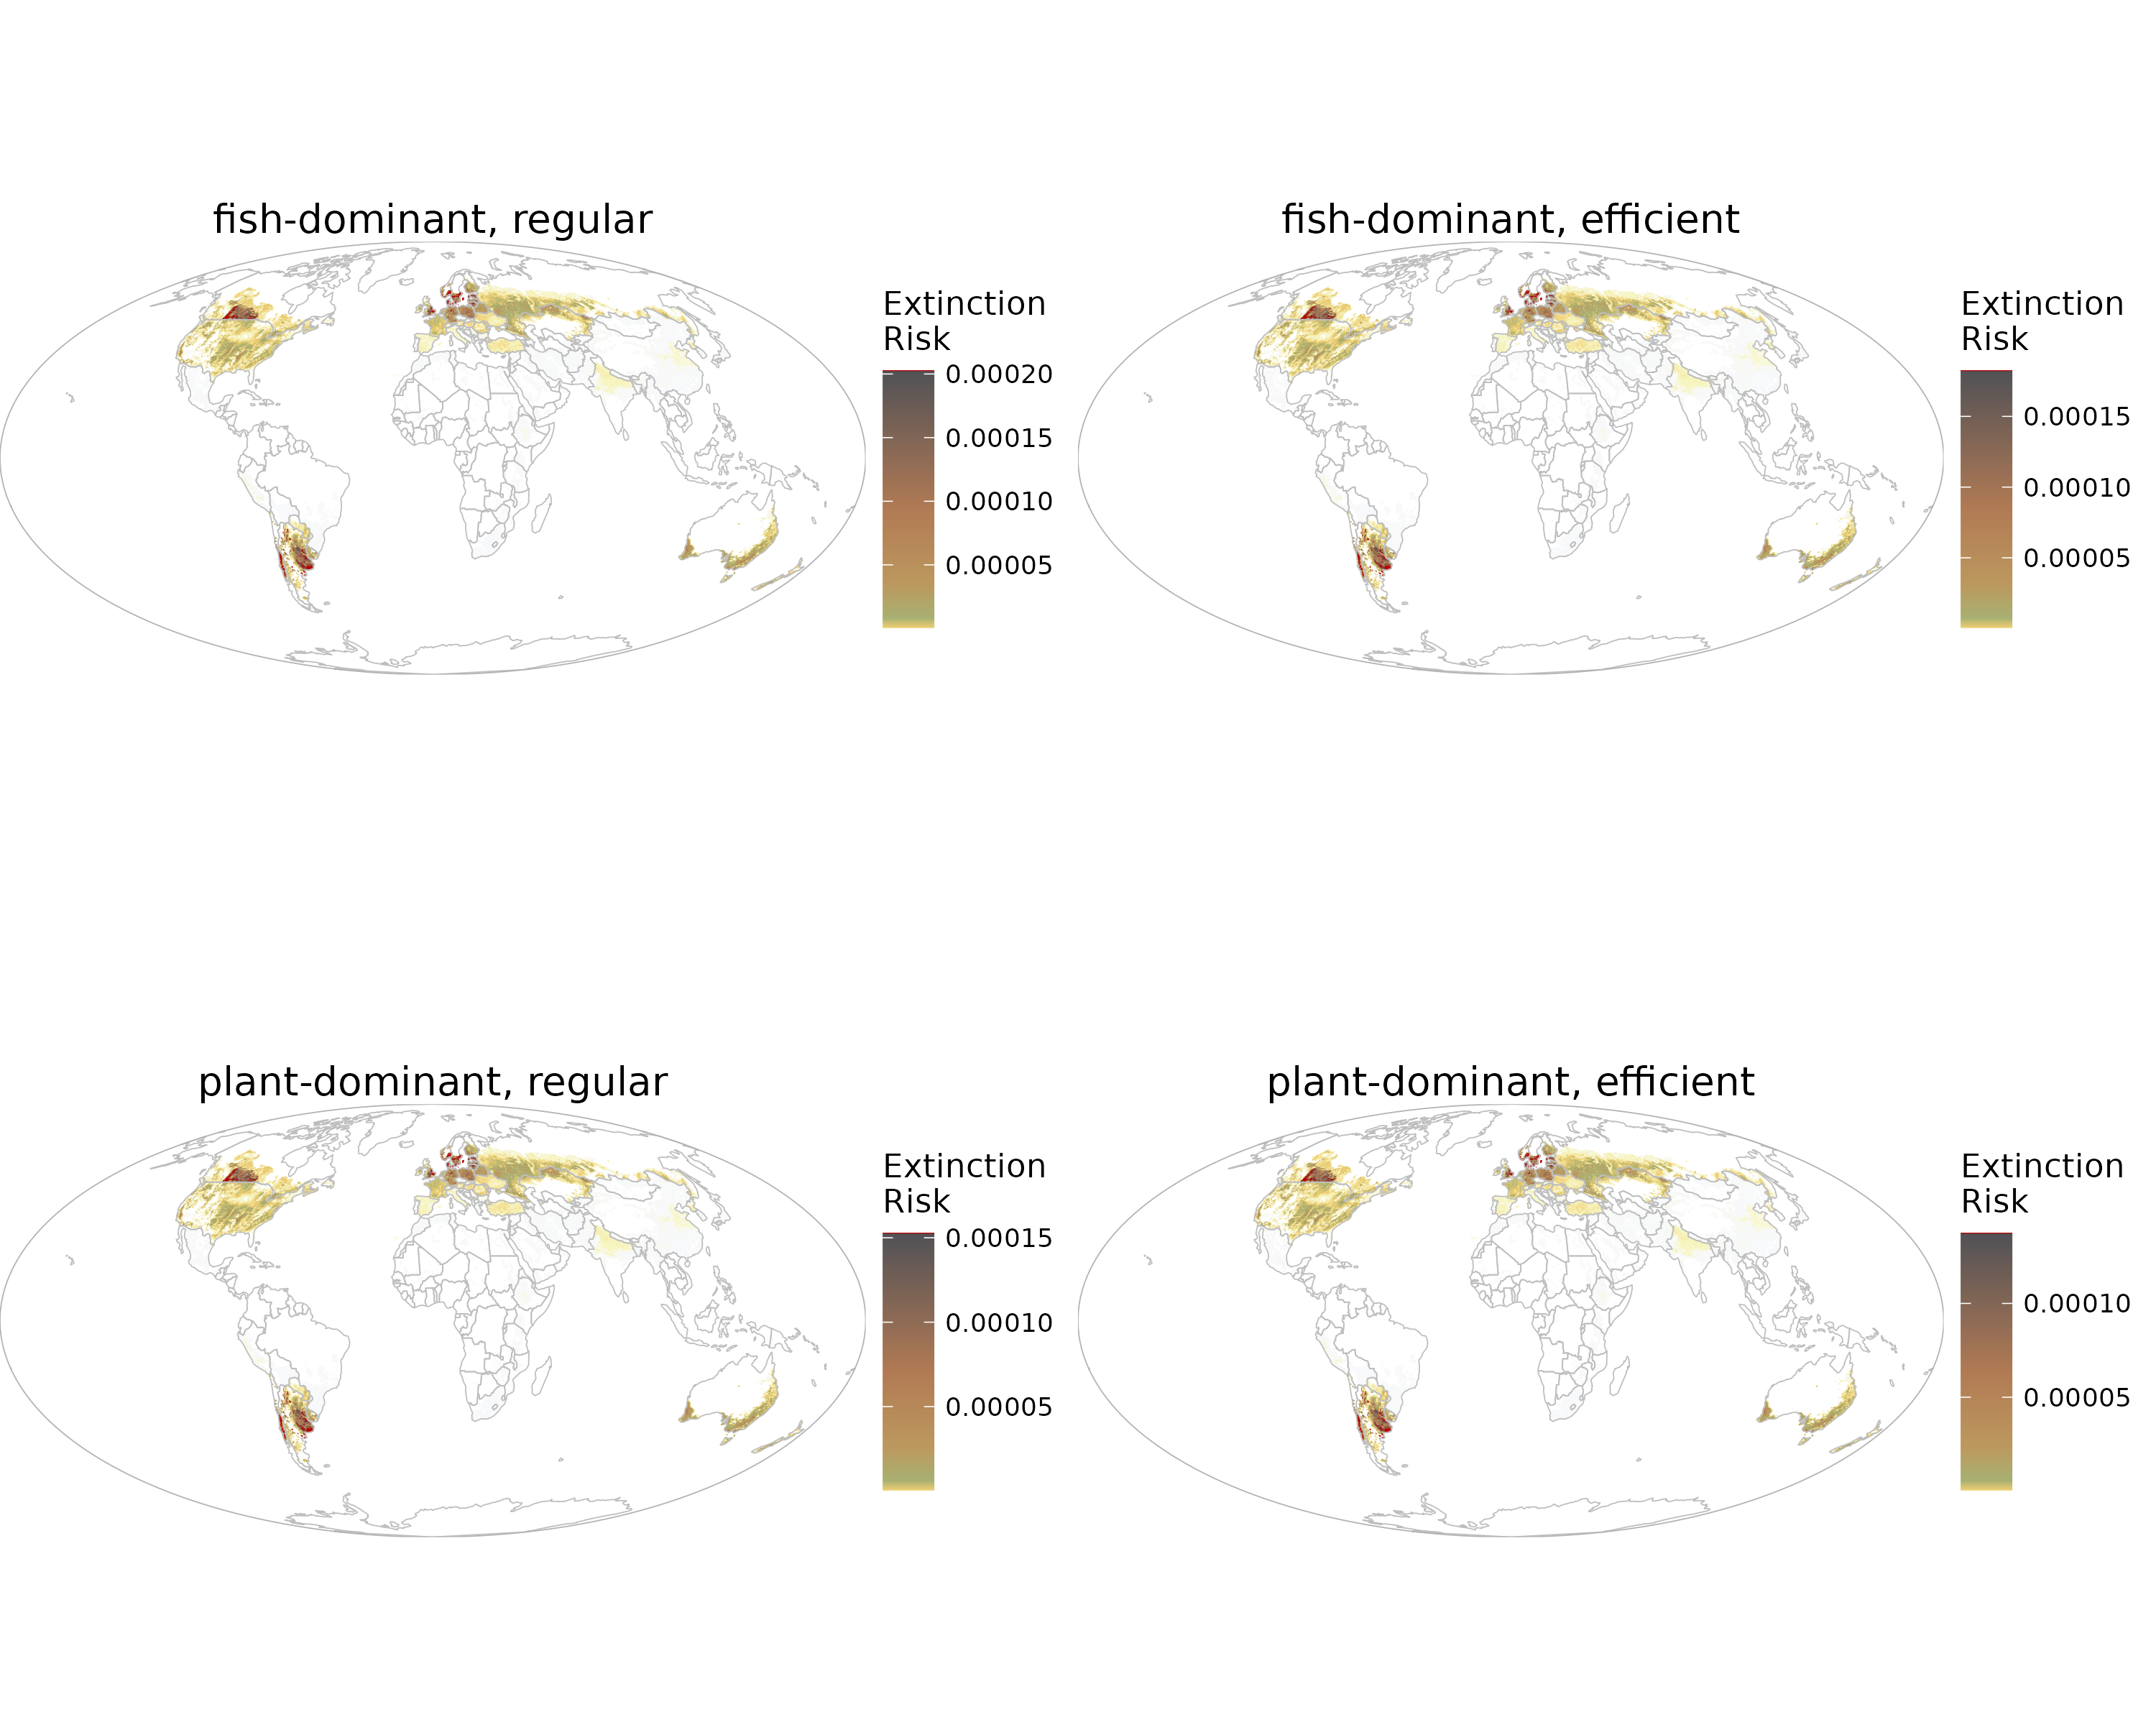 fish-dominant, regular
Extinction
Risk
0.00020
0.00015
0.00010
0.00005
fish-dominant, efficient
Extinction
Risk
0.00015
0.00010
0.00005
plant-dominant, regular
Extinction
Risk
0.00015
0.00010
0.00005
plant-dominant, efficient
Extinction
Risk
0.00010
0.00005